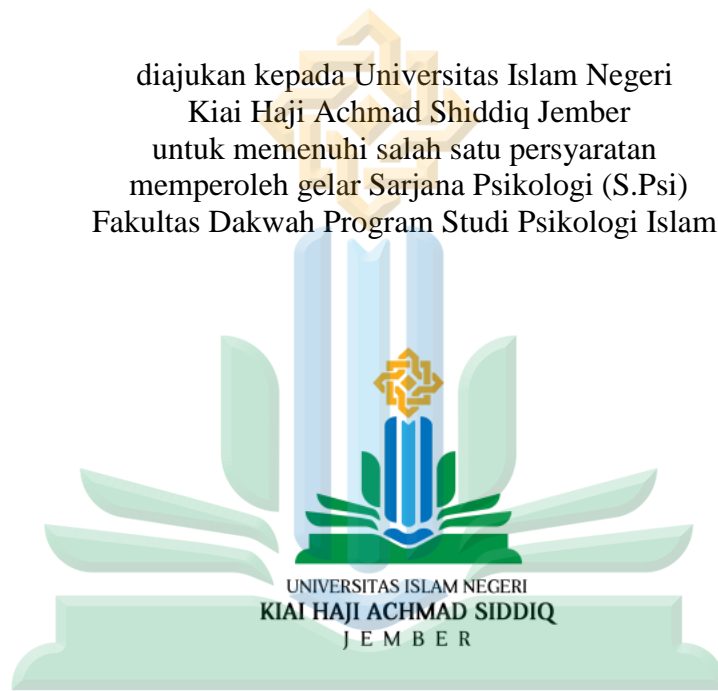 diajukan kepada Universitas Islam Negeri
Kiai Haji Achmad Shiddiq Jember
untuk memenuhi salah satu persyaratan
memperoleh gelar Sarjana Psikologi (S.Psi)
Fakultas Dakwah Program Studi Psikologi Islam
UNIVERSITAS ISLAM NEGERI
KIAI HAJI ACHMAD SIDDIQ
JEMBER